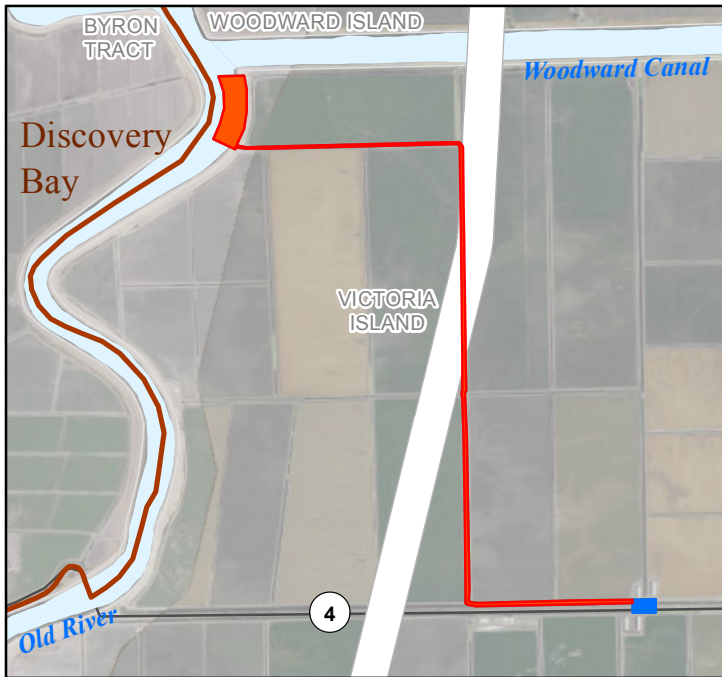 BYRON
TRACT
WOODWARD ISLAND
Woodward Canal
Discovery
Bay
VICTORIA
ISLAND
4
Old River